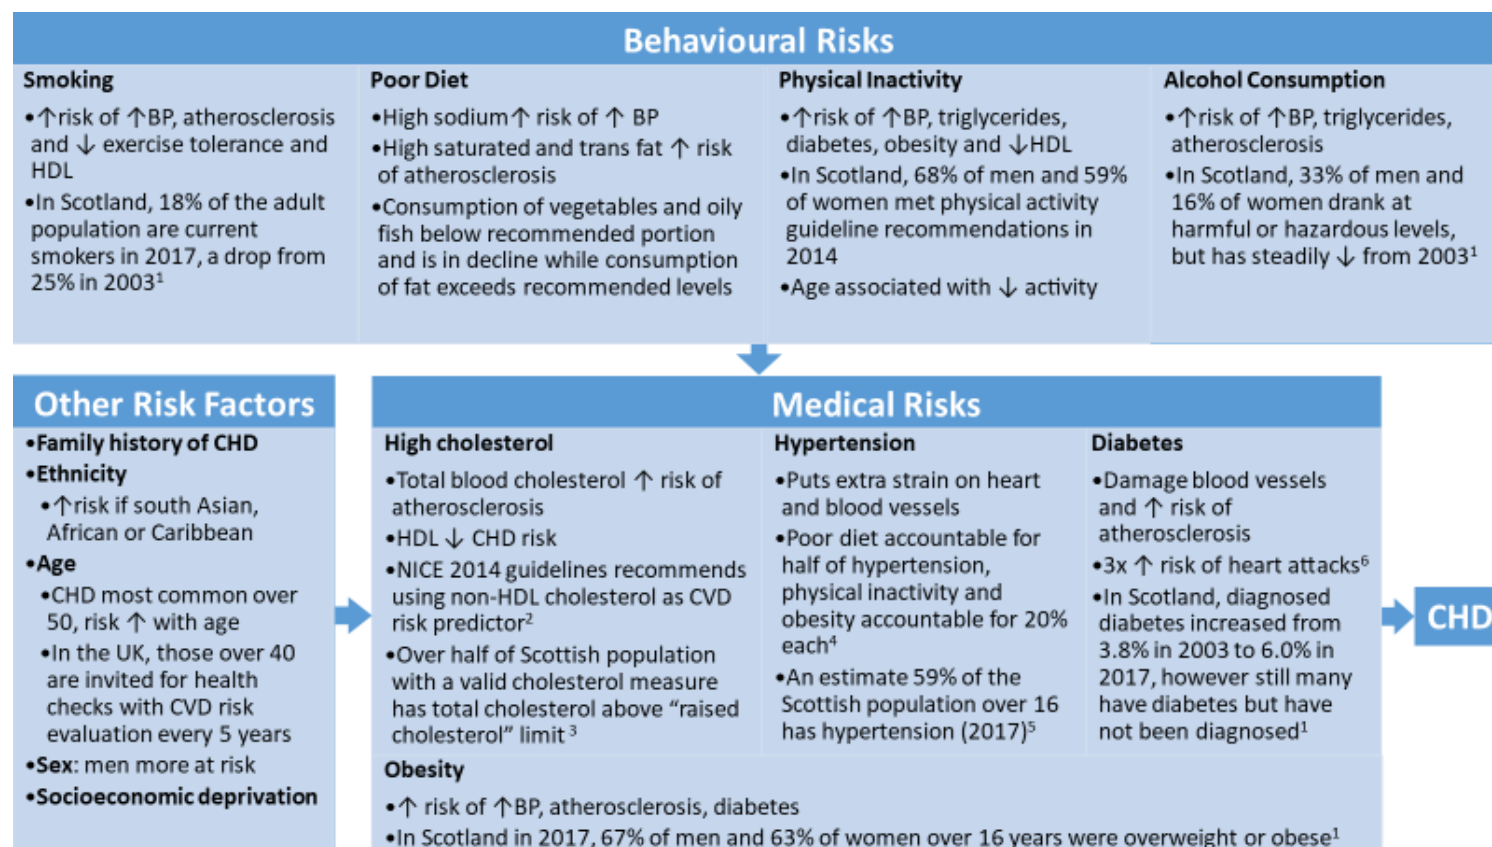 Behavioural Risks
Smoking
•↑risk of ↑BP, atherosclerosis
and ↓ exercise tolerance and
HDL
•In Scotland, 18% of the adult
population are current
smokers in 2017, a drop from
25% in 2003¹
Poor Diet
•High sodium↑ risk of ↑ BP
•High saturated and trans fat ↑ risk
of atherosclerosis
•Consumption of vegetables and oily
fish below recommended portion
and is in decline while consumption
of fat exceeds recommended levels
Physical Inactivity
•↑risk of ↑BP, triglycerides,
diabetes, obesity and ↓HDL
•In Scotland, 68% of men and 59%
of women met physical activity
guideline recommendations in
2014
•Age associated with ↓ activity
Alcohol Consumption
•↑risk of ↑BP, triglycerides,
atherosclerosis
•In Scotland, 33% of men and
16% of women drank at
harmful or hazardous levels,
but has steadily ↓ from 2003¹
Other Risk Factors
•Family history of CHD
•Ethnicity
•↑risk if south Asian,
African or Caribbean
•Age
•CHD most common over
50, risk ↑ with age
•In the UK, those over 40
are invited for health
checks with CVD risk
evaluation every 5 years
•Sex: men more at risk
•Socioeconomic deprivation
Medical Risks
High cholesterol
•Total blood cholesterol ↑ risk of
atherosclerosis
•HDL ↓ CHD risk
•NICE 2014 guidelines recommends
using non-HDL cholesterol as CVD
risk predictor²
•Over half of Scottish population
with a valid cholesterol measure
has total cholesterol above “raised
cholesterol” limit ³
Hypertension
•Puts extra strain on heart
and blood vessels
•Poor diet accountable for
half of hypertension,
physical inactivity and
obesity accountable for 20%
each⁴
•An estimate 59% of the
Scottish population over 16
has hypertension (2017)⁵
Diabetes
•Damage blood vessels
and ↑ risk of
atherosclerosis
•3x ↑ risk of heart attacks⁶
•In Scotland, diagnosed
diabetes increased from
3.8% in 2003 to 6.0% in
2017, however still many
have diabetes but have
not been diagnosed¹
Obesity
•↑ risk of ↑BP, atherosclerosis, diabetes
•In Scotland in 2017, 67% of men and 63% of women over 16 years were overweight or obese¹
CHD